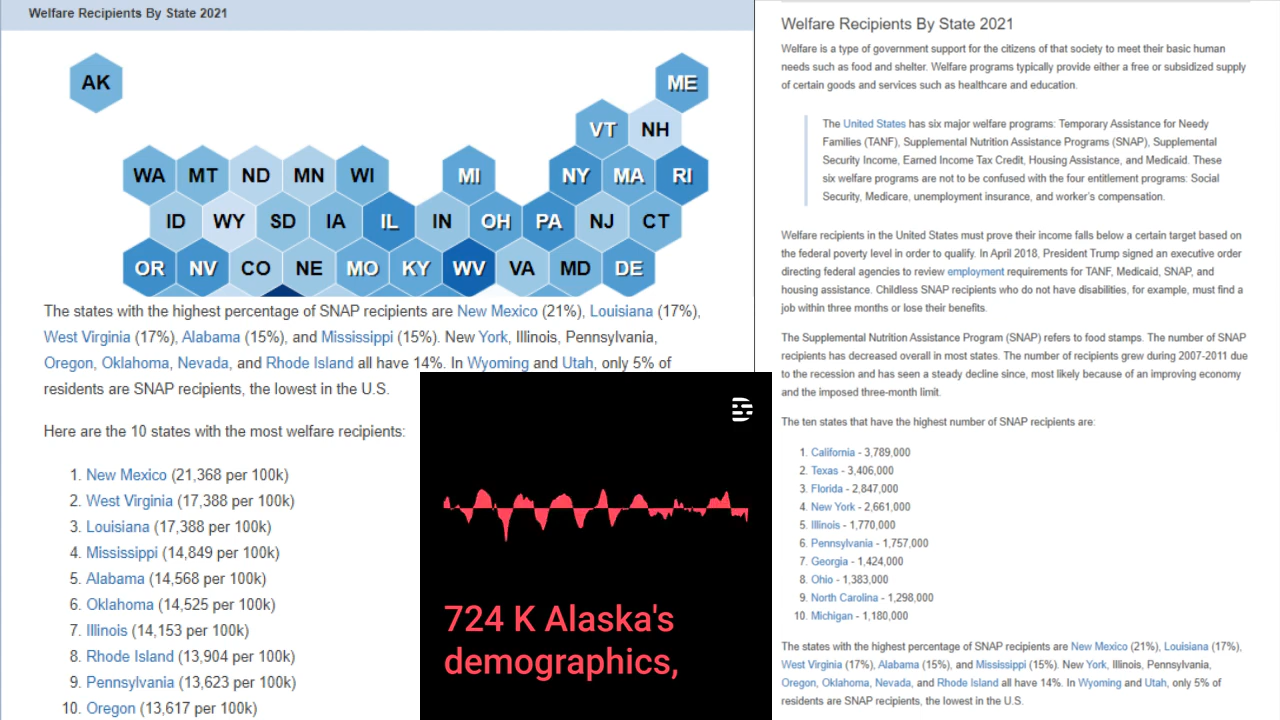 Welfare Recipients By State 2021
AK
ME
VT NH
WA MT ND MN WI MI NY MA RI
ID WY SD IA IL IN OH PA NJ CT
OR NV CO NE MO KY WV VA MD DE
The states with the highest percentage of SNAP recipients are New Mexico (21%), Louisiana (17%),
West Virginia (17%), Alabama (15%), and Mississippi (15%). New York, Illinois, Pennsylvania,
Oregon, Oklahoma, Nevada, and Rhode Island all have 14%. In Wyoming and Utah, only 5% of
residents are SNAP recipients, the lowest in the U.S.
Here are the 10 states with the most welfare recipients:
1. New Mexico (21,368 per 100k)
2. West Virginia (17,388 per 100k)
3. Louisiana (17,388 per 100k)
4. Mississippi (14,849 per 100k)
5. Alabama (14,568 per 100k)
6. Oklahoma (14,525 per 100k)
7. Illinois (14,153 per 100k)
8. Rhode Island (13,904 per 100k)
9. Pennsylvania (13,623 per 100k)
10. Oregon (13,617 per 100k)
724 K Alaska's
demographics,
Welfare Recipients By State 2021
Welfare is a type of government support for the citizens of that society to meet their basic human
needs such as food and shelter. Welfare programs typically provide either a free or subsidized supply
of certain goods and services such as healthcare and education.
The United States has six major welfare programs: Temporary Assistance for Needy
Families (TANF), Supplemental Nutrition Assistance Programs (SNAP), Supplemental
Security Income, Earned Income Tax Credit, Housing Assistance, and Medicaid. These
six welfare programs are not to be confused with the four entitlement programs: Social
Security, Medicare, unemployment insurance, and worker's compensation.
Welfare recipients in the United States must prove their income falls below a certain target based on
the federal poverty level in order to qualify. In April 2018, President Trump signed an executive order
directing federal agencies to review employment requirements for TANF, Medicaid, SNAP, and
housing assistance. Childless SNAP recipients who do not have disabilities, for example, must find a
job within three months or lose their benefits.
The Supplemental Nutrition Assistance Program (SNAP) refers to food stamps. The number of SNAP
recipients has decreased overall in most states. The number of recipients grew during 2007-2011 due
to the recession and has seen a steady decline since, most likely because of an improving economy
and the imposed three-month limit.
The ten states that have the highest number of SNAP recipients are:
1. California - 3,789,000
2. Texas - 3,406,000
3. Florida - 2,847,000
4. New York - 2,661,000
5. Illinois - 1,770,000
6. Pennsylvania - 1,757,000
7. Georgia - 1,424,000
8. Ohio - 1,383,000
9. North Carolina - 1,298,000
10. Michigan - 1,180,000
The states with the highest percentage of SNAP recipients are New Mexico (21%), Louisiana (17%),
West Virginia (17%), Alabama (15%), and Mississippi (15%). New York, Illinois, Pennsylvania,
Oregon, Oklahoma, Nevada, and Rhode Island all have 14%. In Wyoming and Utah, only 5% of
residents are SNAP recipients, the lowest in the U.S.